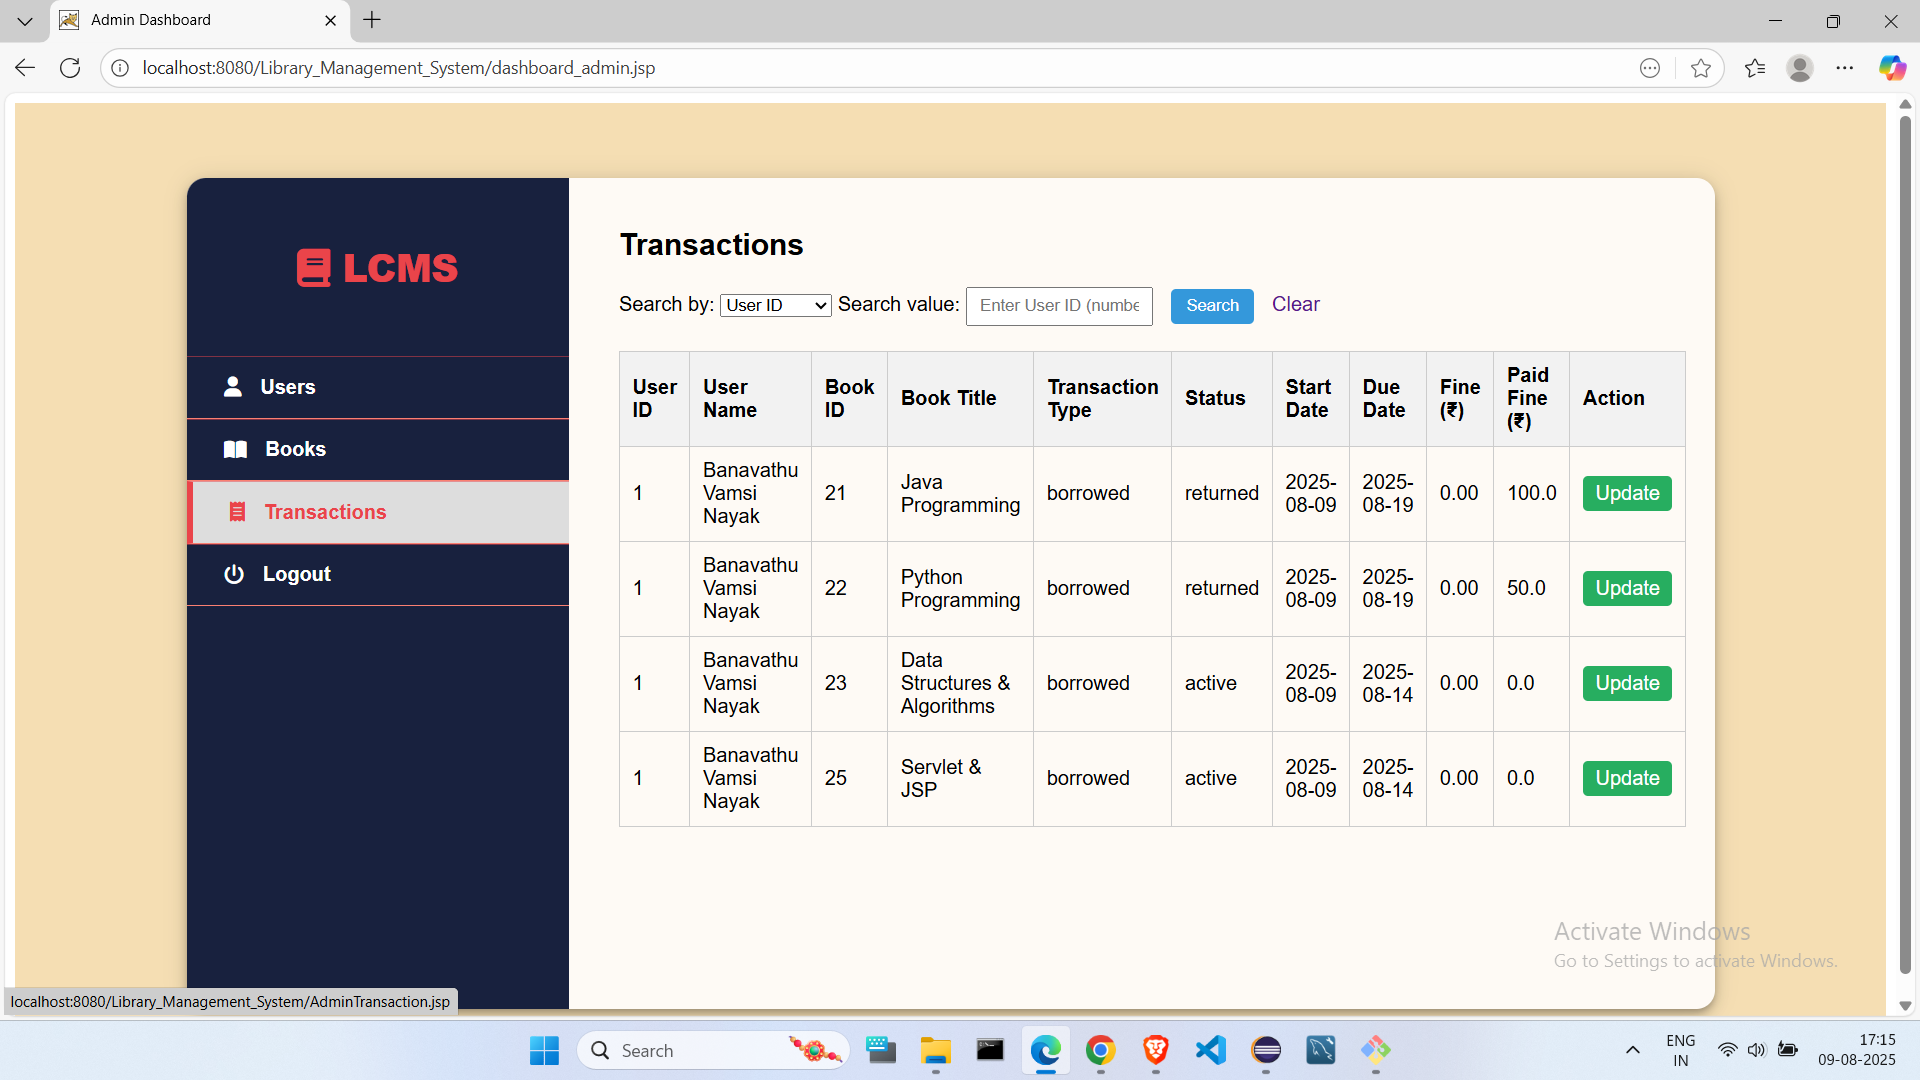 Admin Dashboard
localhost:8080/Library_Management_System/dashboard_admin.jsp
LCMS
Users
Books
Transactions
Logout
Transactions
Search by: User ID Search value: Enter User ID (numbe Search Clear
User ID
User Name
Book ID
Book Title
Transaction Type
Status
Start Date
Due Date
Fine (₹)
Paid Fine (₹)
Action
1 Banavathu Vamsi Nayak 21 Java Programming borrowed returned 2025-08-09 2025-08-19 0.00 100.0 Update
1 Banavathu Vamsi Nayak 22 Python Programming borrowed returned 2025-08-09 2025-08-19 0.00 50.0 Update
1 Banavathu Vamsi Nayak 23 Data Structures & Algorithms borrowed active 2025-08-09 2025-08-14 0.00 0.0 Update
1 Banavathu Vamsi Nayak 25 Servlet & JSP borrowed active 2025-08-09 2025-08-14 0.00 0.0 Update
Activate Windows
Go to Settings to activate Windows.
localhost:8080/Library_Management_System/AdminTransaction.jsp
Search
ENG
IN
17:15
09-08-2025